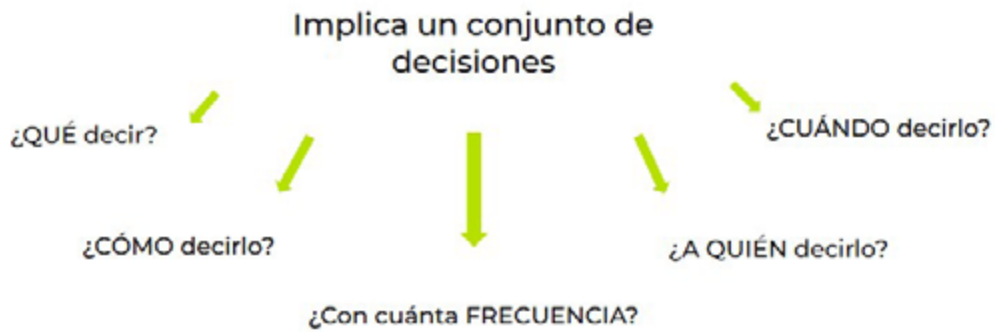 Implica un conjunto de
decisiones
¿QUÉ decir?
¿CUÁNDO decirlo?
¿CÓMO decirlo?
¿A QUIÉN decirlo?
¿Con cuánta FRECUENCIA?